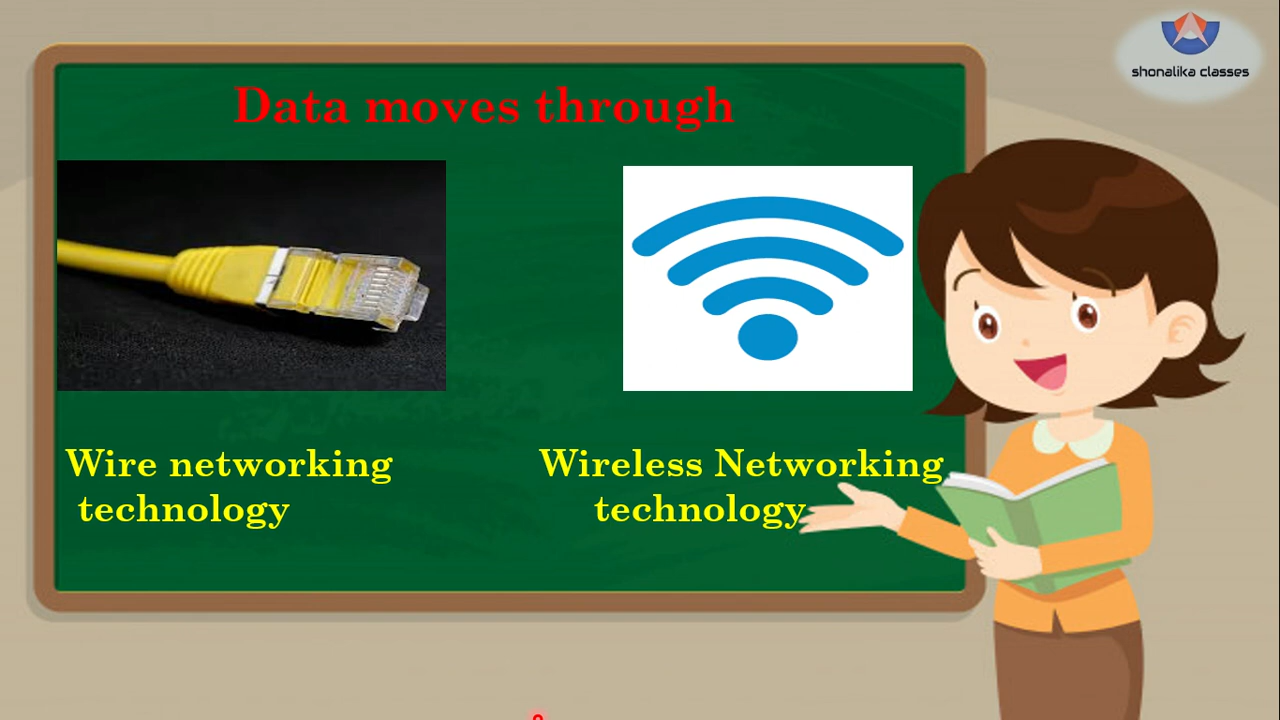 shonalika classes
Data moves through
Wire networking
technology
Wireless Networking
technology